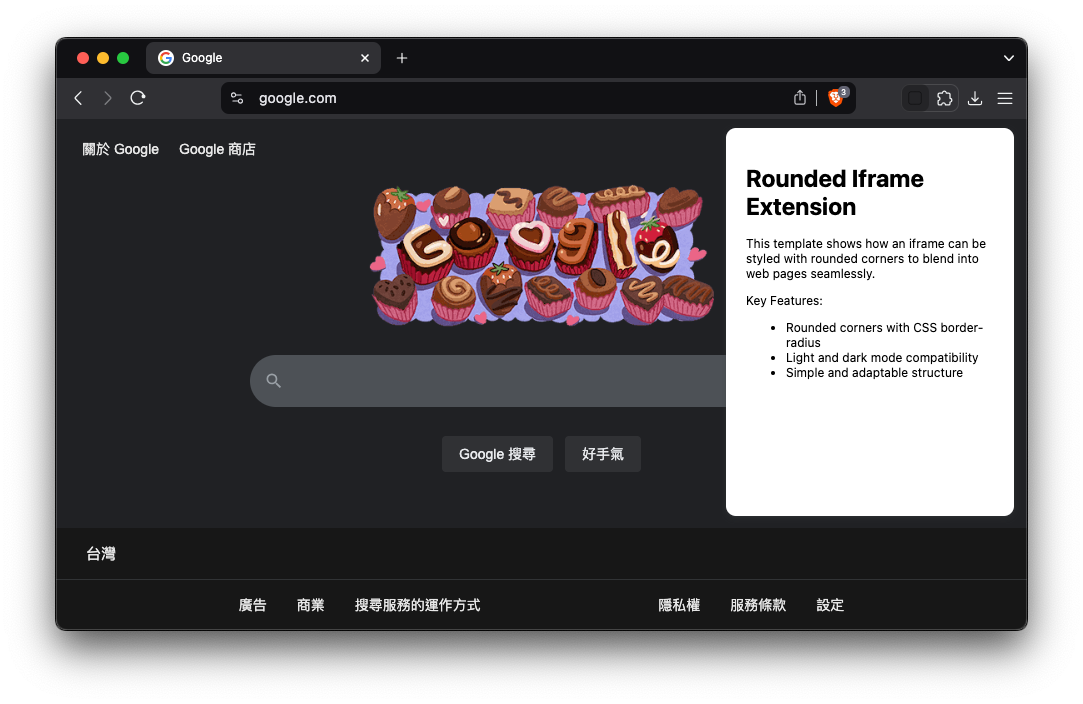 Google
google.com
3
關於 Google
Google 商店
Google
Rounded Iframe
Extension
This template shows how an iframe can be
styled with rounded corners to blend into
web pages seamlessly.
Key Features:
Rounded corners with CSS border-
radius
Light and dark mode compatibility
Simple and adaptable structure
Google 搜尋
好手氣
台灣
廣告
商業
搜尋服務的運作方式
隱私權
服務條款
設定